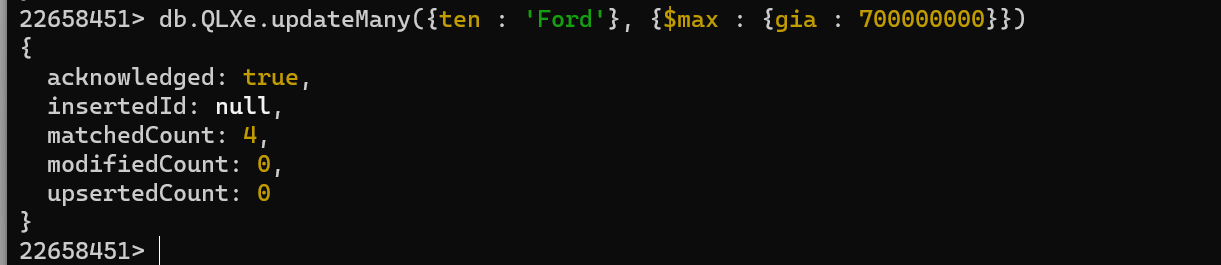 22658451> db.QLXe.updateMany({ten : 'Ford'}, {$max : {gia : 700000000}})
{
  acknowledged: true,
  insertedId: null,
  matchedCount: 4,
  modifiedCount: 0,
  upsertedCount: 0
}
22658451>